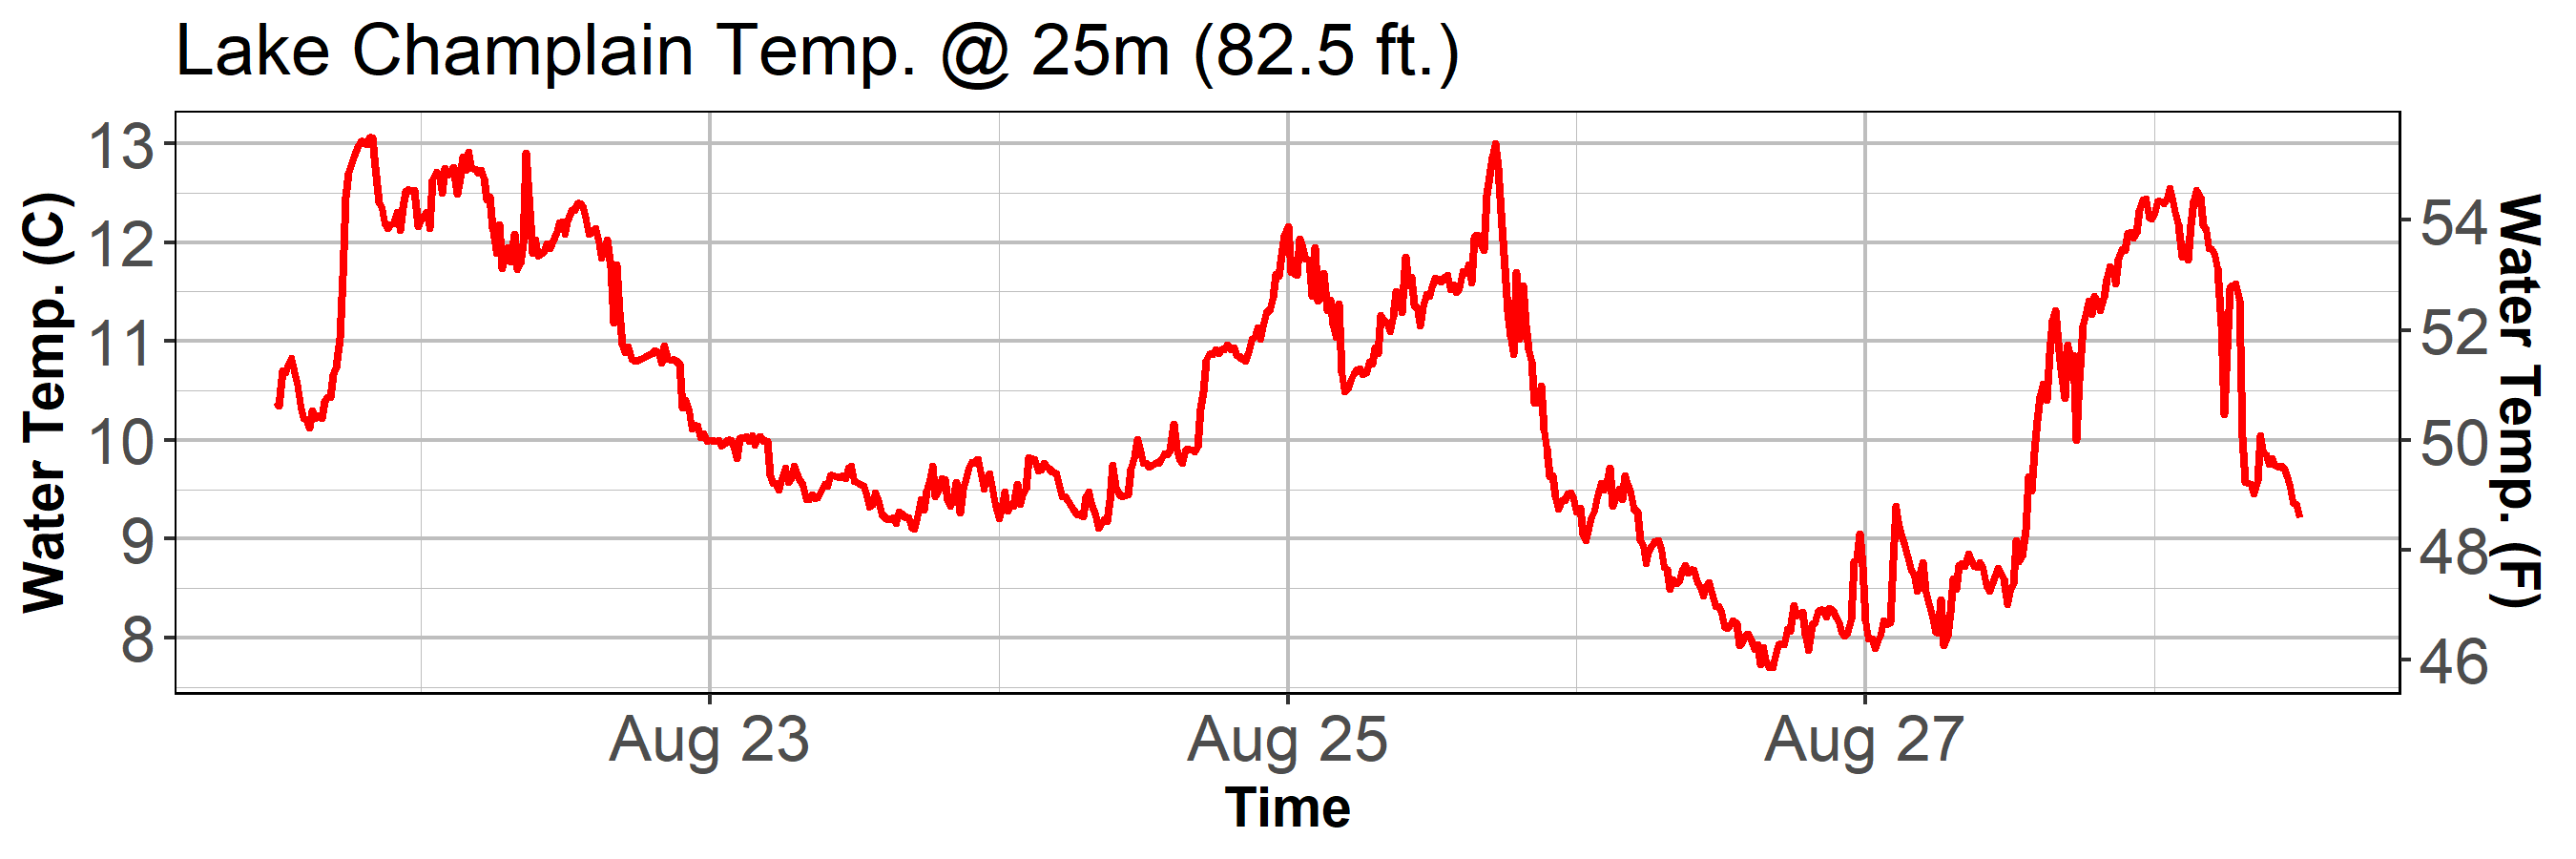 Lake Champlain Temp. @ 25m (82.5 ft.)
Water Temp. (C)
13
12
11
10
9
8
54
52
50
48
46
Water Temp. (F)
Aug 23
Aug 25
Aug 27
Time